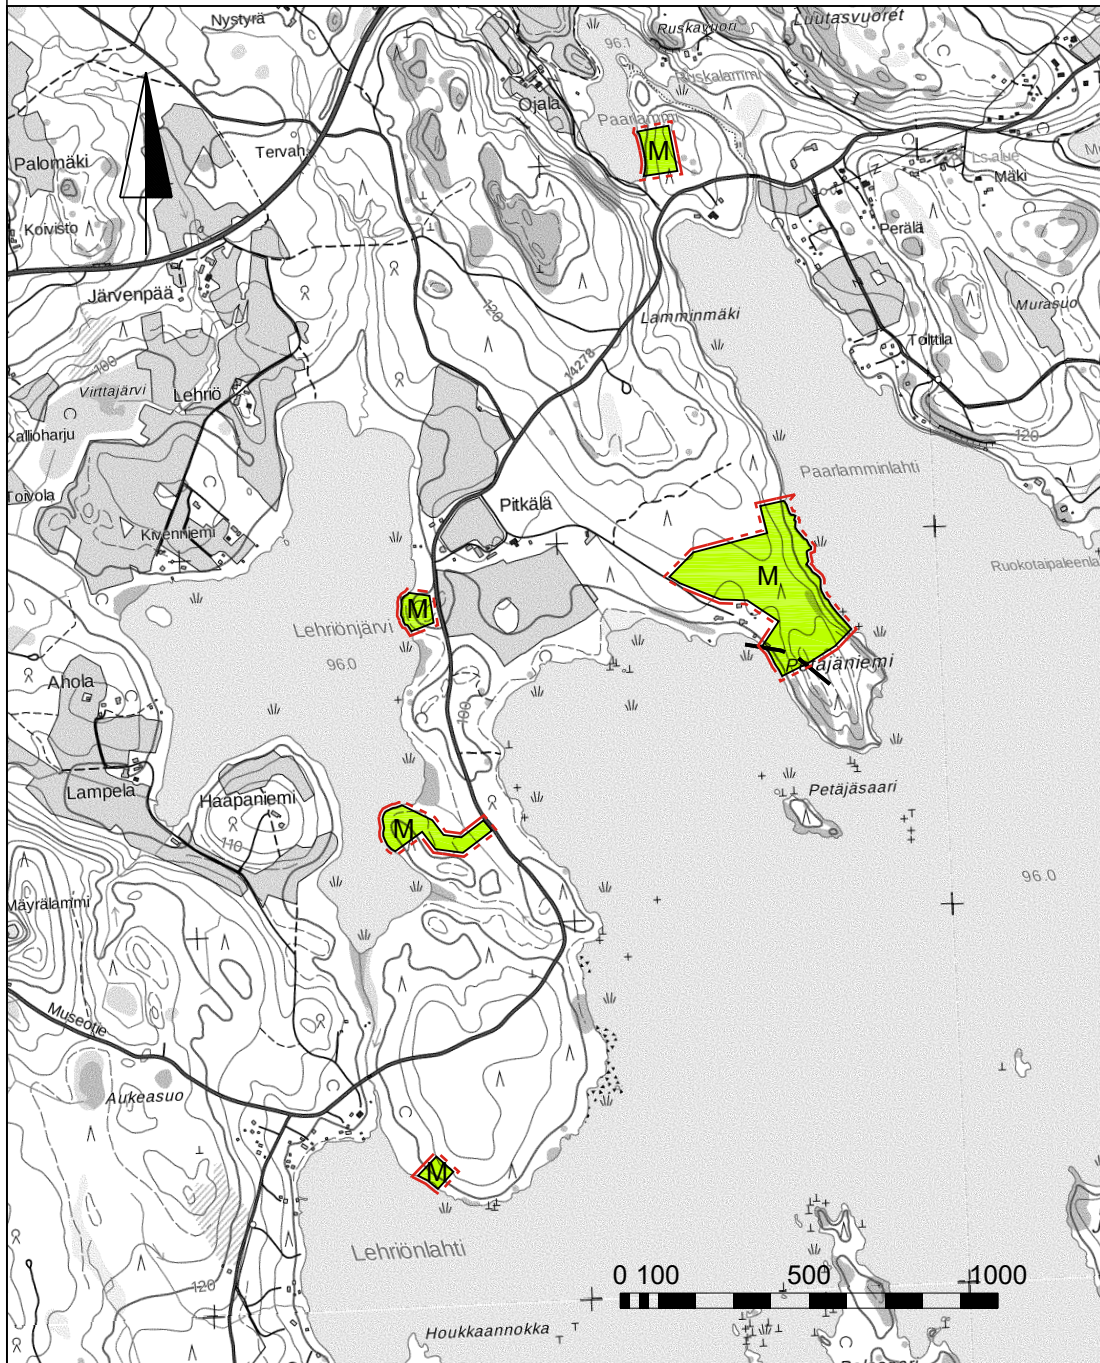 Nystyrä
Ruskavuori
Luutasvuoret
96.1
Ruskalammi
Ojala
Paarlammi
M
Tervah.
Palomäki
Ls.alue
Mäki
Koivisto
Perälä
Järvenpää
120
Lamminmäki
Murasuo
Toittila
100
14278
Virttajärvi
Lehriö
Kallioharju
120
Paarlamminlahti
Toivola
Pitkälä
Kivenniemi
Ruokotaipaleenla
M
M
Lehriönjärvi
96.0
Petäjäniemi
Ahola
100
Lampela
Haapaniemi
Petäjäsaari
M
110
96.0
Mäyrälammi
Museotie
Aukeasuo
M
Lehriönlahti
0 100 500 1000
120
Houkkaannokka